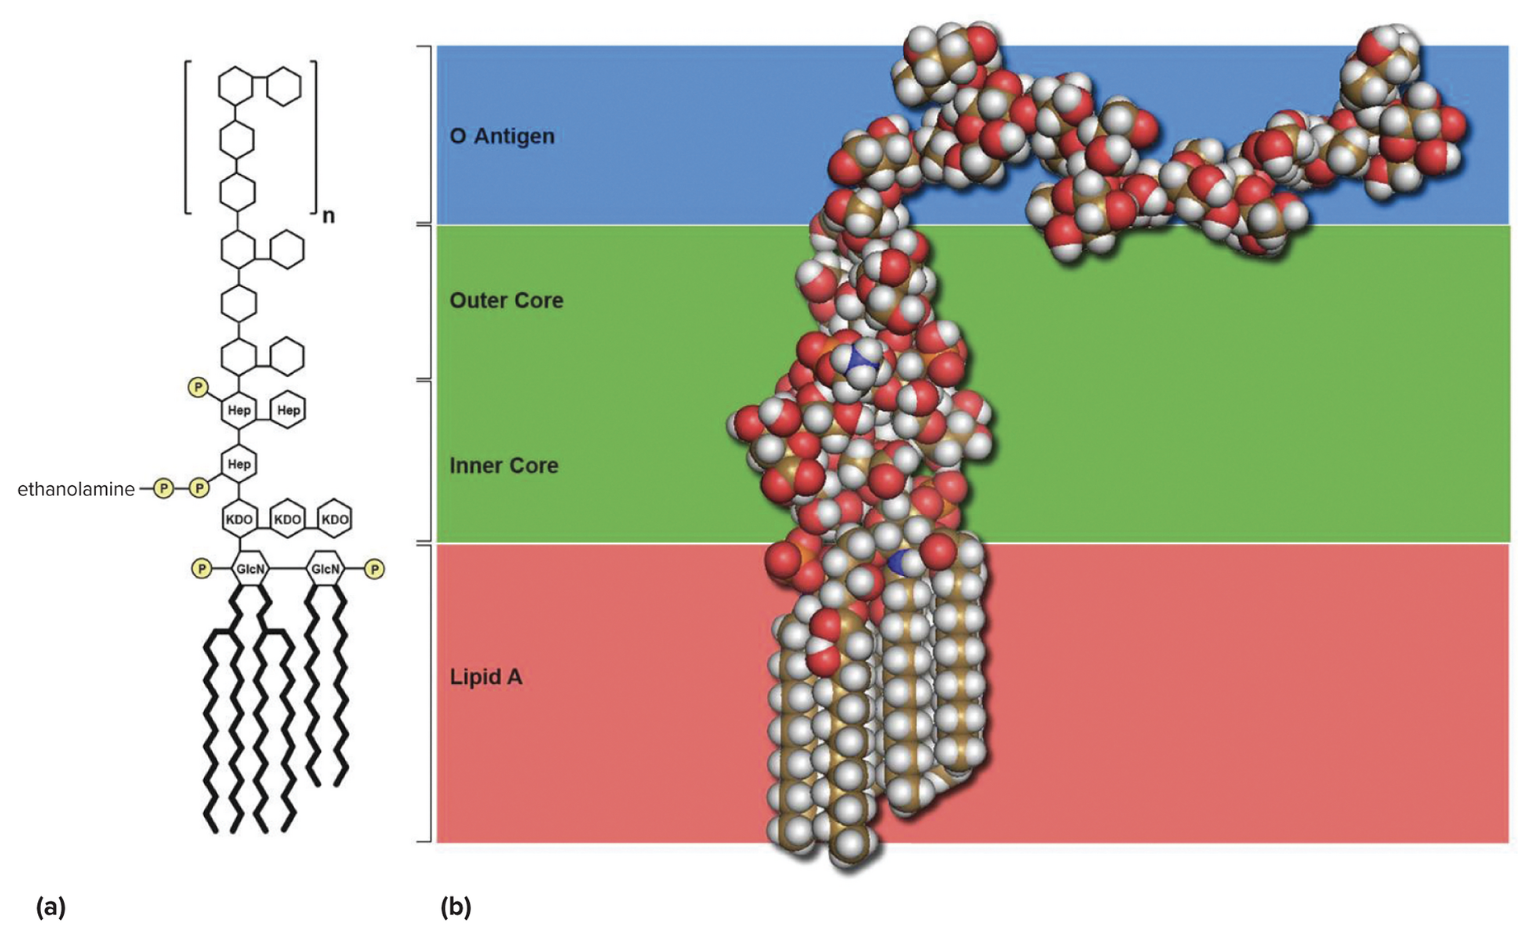 n
P
Hep Hep
Hep
ethanolamine P P
KDO KDO KDO
P GlcN GlcN P
O Antigen
Outer Core
Inner Core
Lipid A
(a) (b)